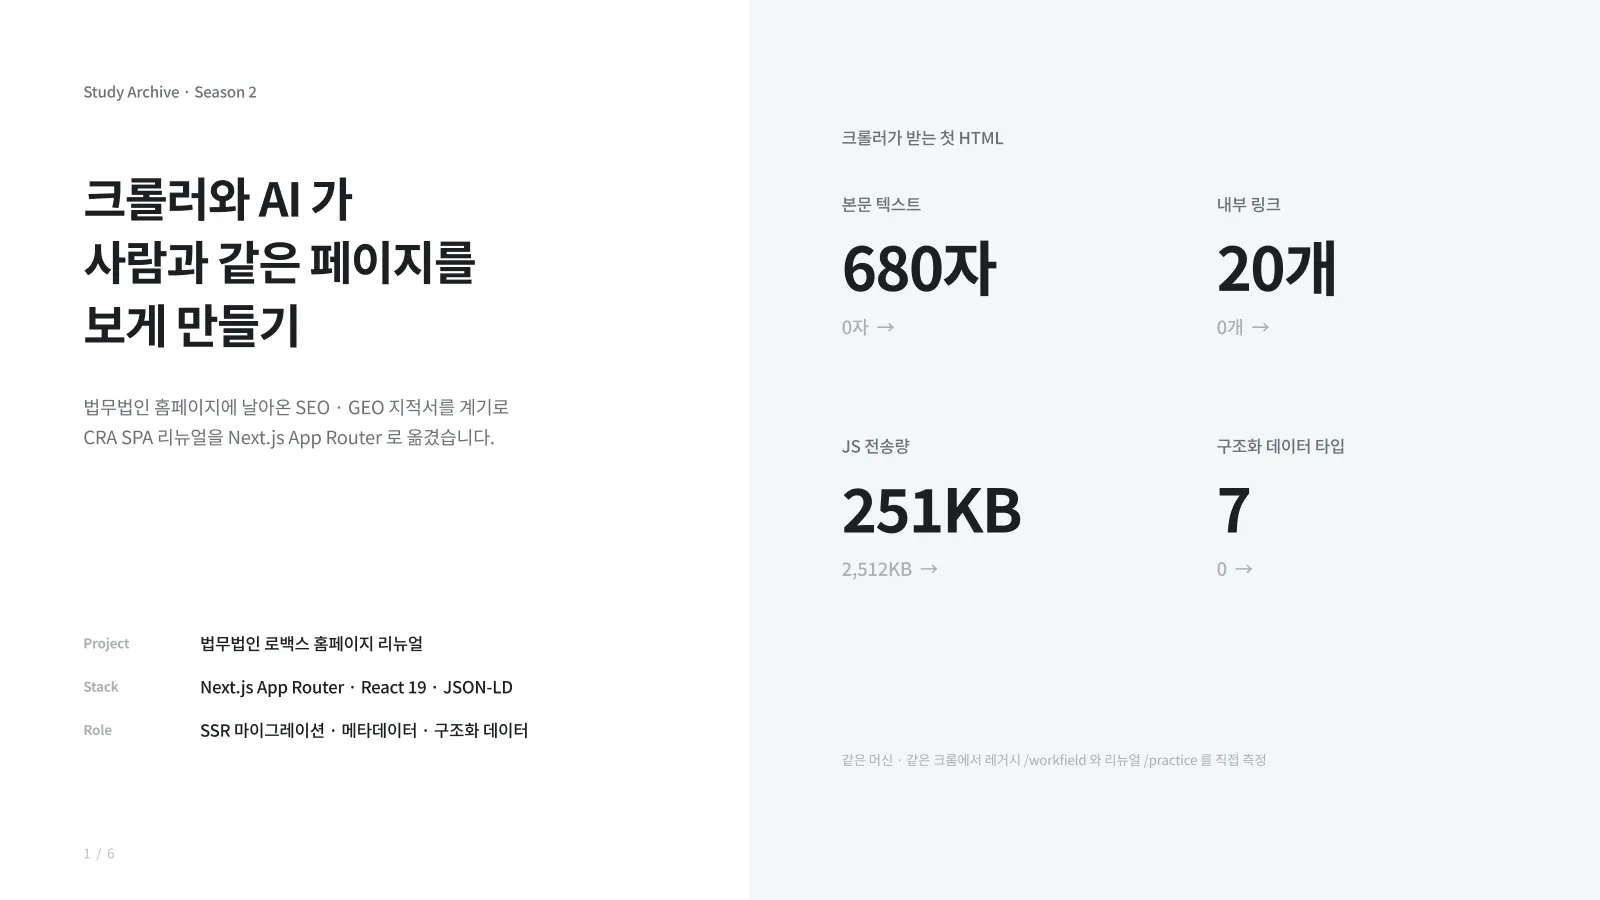 Study Archive · Season 2
크롤러와 AI 가
사람과 같은 페이지를
보게 만들기
법무법인 홈페이지에 날아온 SEO · GEO 지적서를 계기로
CRA SPA 리뉴얼을 Next.js App Router 로 옮겼습니다.
Project 법무법인 로백스 홈페이지 리뉴얼
Stack Next.js App Router · React 19 · JSON-LD
Role SSR 마이그레이션 · 메타데이터 · 구조화 데이터
1 / 6
크롤러가 받는 첫 HTML
본문 텍스트
680자
0자 →
내부 링크
20개
0개 →
JS 전송량
251KB
2,512KB →
구조화 데이터 타입
7
0 →
같은 머신 · 같은 크롬에서 레거시 /workfield 와 리뉴얼 /practice 를 직접 측정